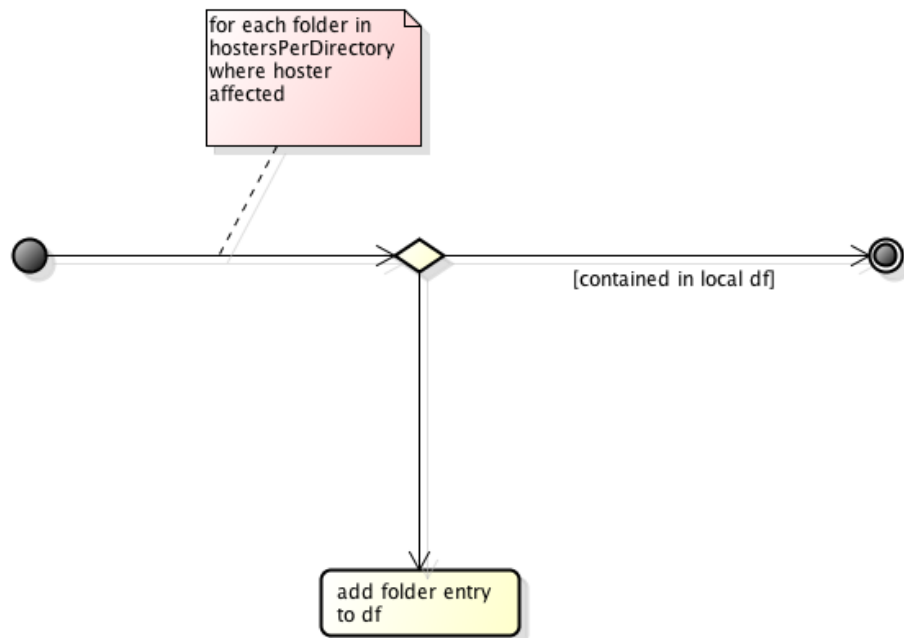 for each folder in
hostersPerDirectory
where hoster
affected
[contained in local df]
add folder entry
to df